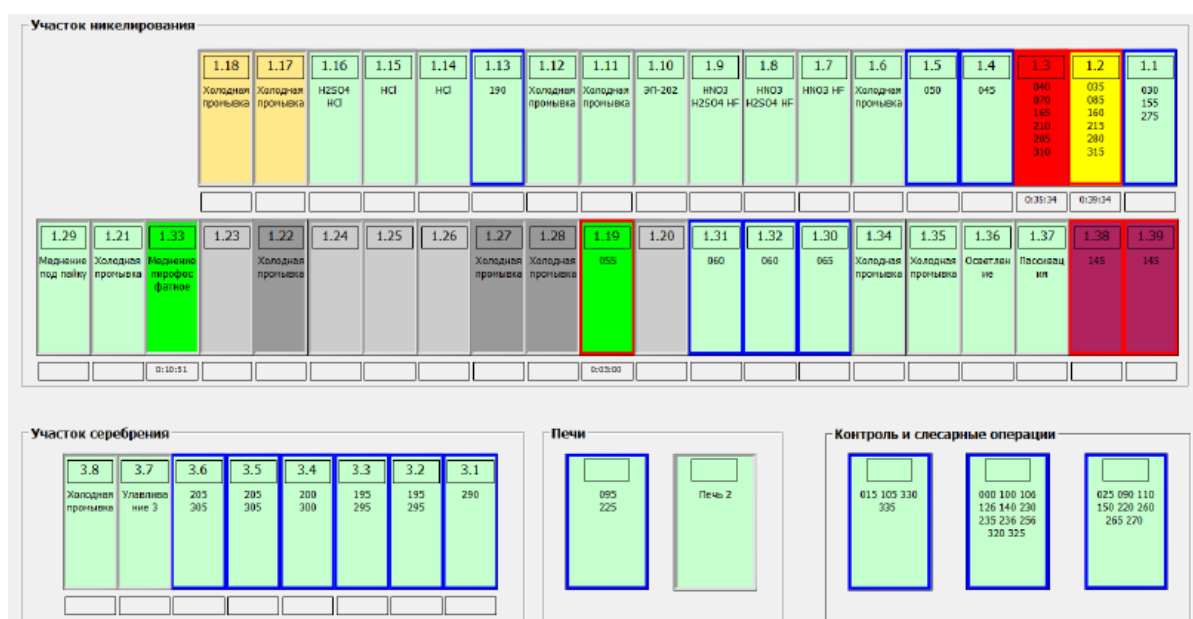 Участок никелирования
1.18 1.17 1.16 1.15 1.14 1.13 1.12 1.11 1.10 1.9 1.8 1.7 1.6 1.5 1.4 1.3 1.2 1.1
Холодная Холодная H2SO4 HCl HCl 190 Холодная Холодная ЭП-202 HNO3 HNO3 HNO3 HF Холодная 050 045 040 035 030
промывка промывка HCl промывка промывка H2SO4 HF H2SO4 HF промывка 070 085 155
165 160 275
210 215
285 280
310 315
0:35:34 0:39:34
1.29 1.21 1.33 1.23 1.22 1.24 1.25 1.26 1.27 1.28 1.19 1.20 1.31 1.32 1.30 1.34 1.35 1.36 1.37 1.38 1.39
Меднение Холодная Меднение Холодная Холодная Холодная 055 060 060 065 Холодная Холодная Осветлен Пассивац 145 145
под пайку промывка пирофос промывка промывка промывка промывка промывка ие ия
фатное
0:10:51 0:03:00
Участок серебрения
3.8 3.7 3.6 3.5 3.4 3.3 3.2 3.1
Холодная Улавлива 205 205 200 195 195 290
промывка ние 3 305 305 300 295 295
Печи
095 Печь 2
225
Контроль и слесарные операции
015 105 330
335
000 100 106
126 140 230
235 236 256
320 325
025 090 110
150 220 260
265 270